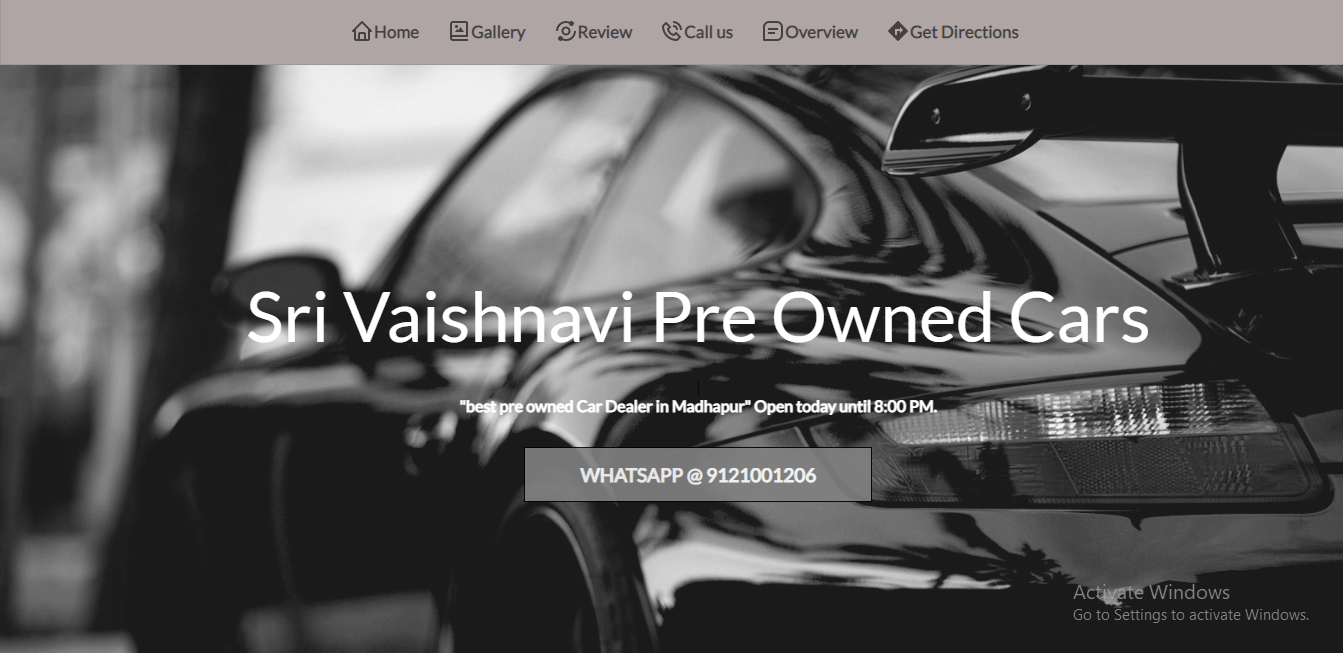 Home Gallery Review Call us Overview Get Directions
Sri Vaishnavi Pre Owned Cars
"best pre owned Car Dealer in Madhapur" Open today until 8:00 PM.
WHATSAPP @ 9121001206
Activate Windows
Go to Settings to activate Windows.